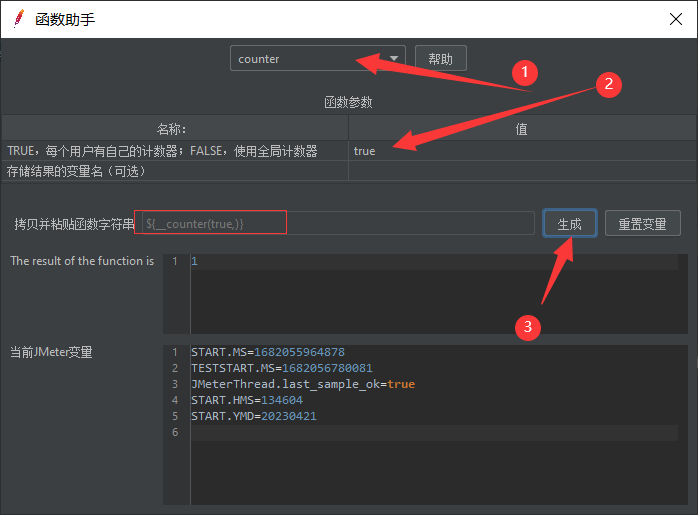 函数助手
counter
帮助
1
2
函数参数
名称：
值
TRUE，每个用户有自己的计数器；FALSE，使用全局计数器
true
存储结果的变量名（可选）
拷贝并粘贴函数字符串
${__counter(true,)}
生成
重置变量
The result of the function is
1
1
3
当前JMeter变量
1 START.MS=1682055964878
2 TESTSTART.MS=1682056780081
3 JMeterThread.last_sample_ok=true
4 START.HMS=134604
5 START.YMD=20230421
6